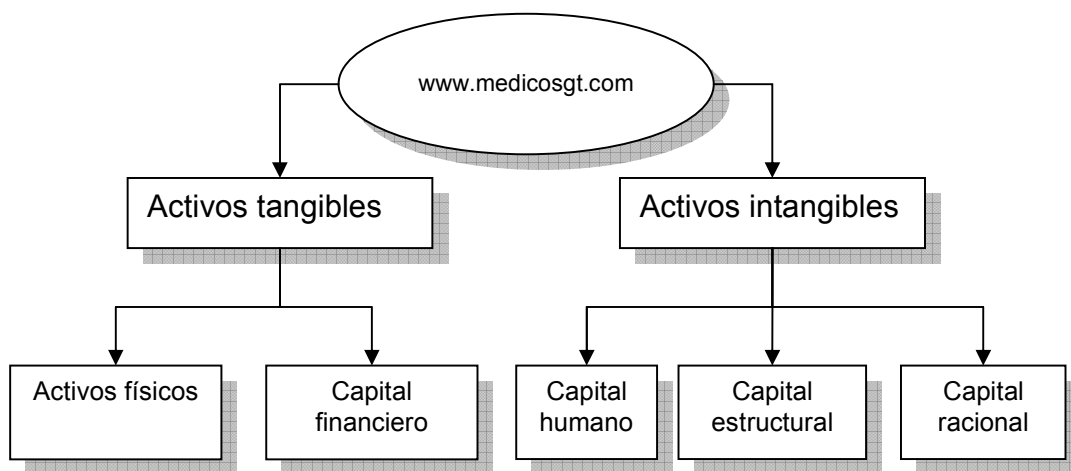 www.medicosgt.com
Activos tangibles
Activos intangibles
Activos físicos
Capital
financiero
Capital
humano
Capital
estructural
Capital
racional